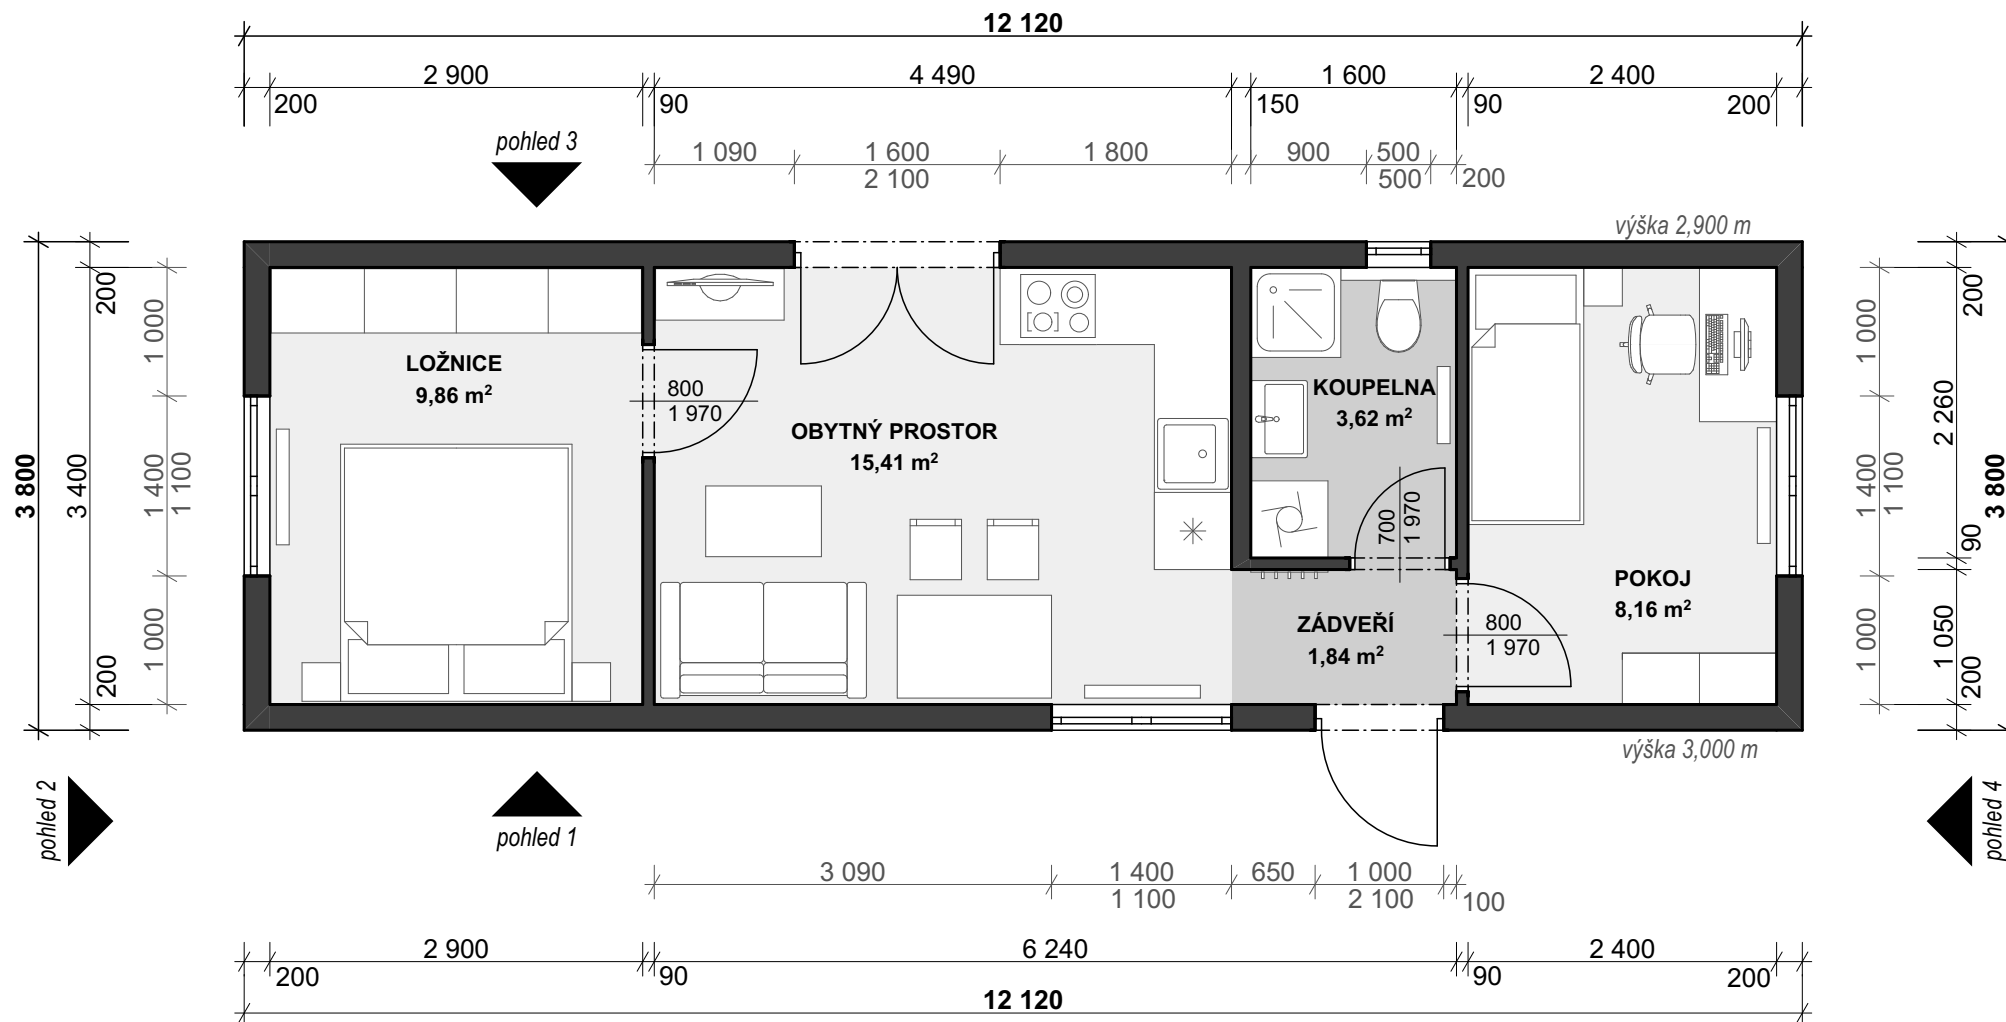 12 120
2 900 4 490 1 600 2 400
200 90 150 90 200
pohled 3
1 090 1 600 1 800 900 500
2 100 500 200
výška 2,900 m
3 800
200
3 400
200
1 000
1 400
1 100
1 000
LOŽNICE
9,86 m²
800
1 970
OBYTNÝ PROSTOR
15,41 m²
KOUPELNA
3,62 m²
700
1 970
ZÁDVEŘÍ
1,84 m²
800
1 970
POKOJ
8,16 m²
1 000
1 400
1 100
1 000
200
2 260
90
1 050
200
3 800
výška 3,000 m
pohled 2
pohled 1
pohled 4
3 090 1 400 650 1 000
1 100 2 100 100
2 900 6 240 2 400
200 90 90 200
12 120